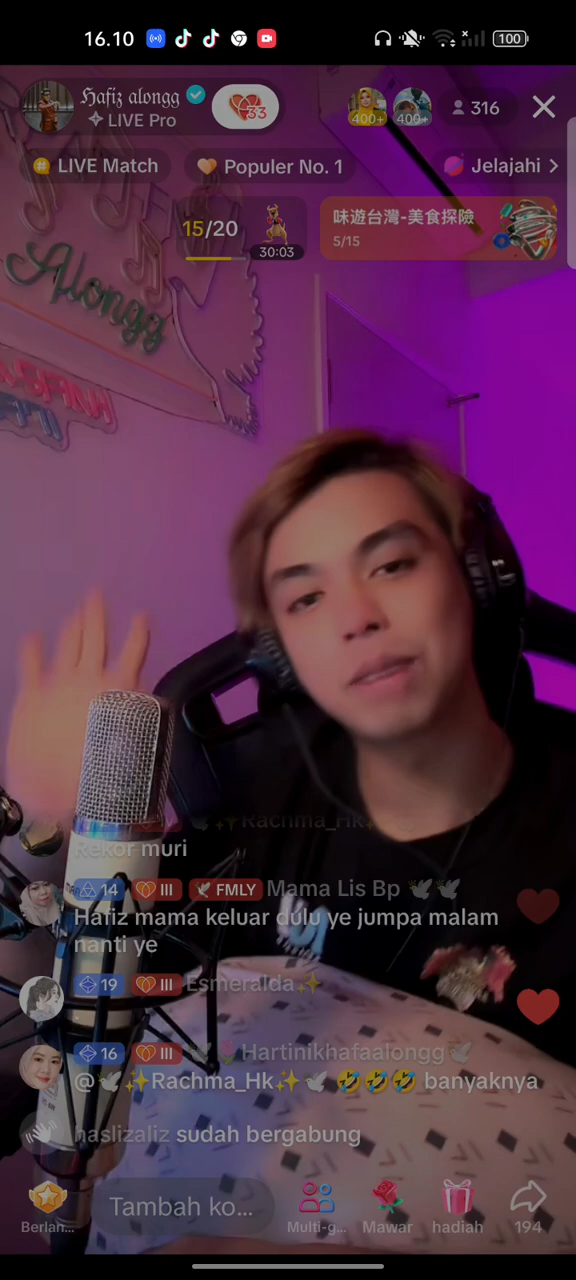 16.10
100
Hafiz alongg
33
400+
400+
316
LIVE Pro
LIVE Match
Populer No. 1
Jelajahi >
15/20
30:03
味遊台灣-美食探險
5/15
Alongg
Rachma_Hk
Rekor muri
14 III FMLY Mama Lis Bp 🕊🕊
Hafiz mama keluar dulu ye jumpa malam
nanti ye
19 III Esmeralda✨
16 III 🕊🌷Hartinikhafaalongg🕊
@🕊✨Rachma_Hk✨🕊 🤣🤣🤣 banyaknya
haslizaliz sudah bergabung
Berlan...
Tambah ko...
Multi-g...
Mawar
hadiah
194